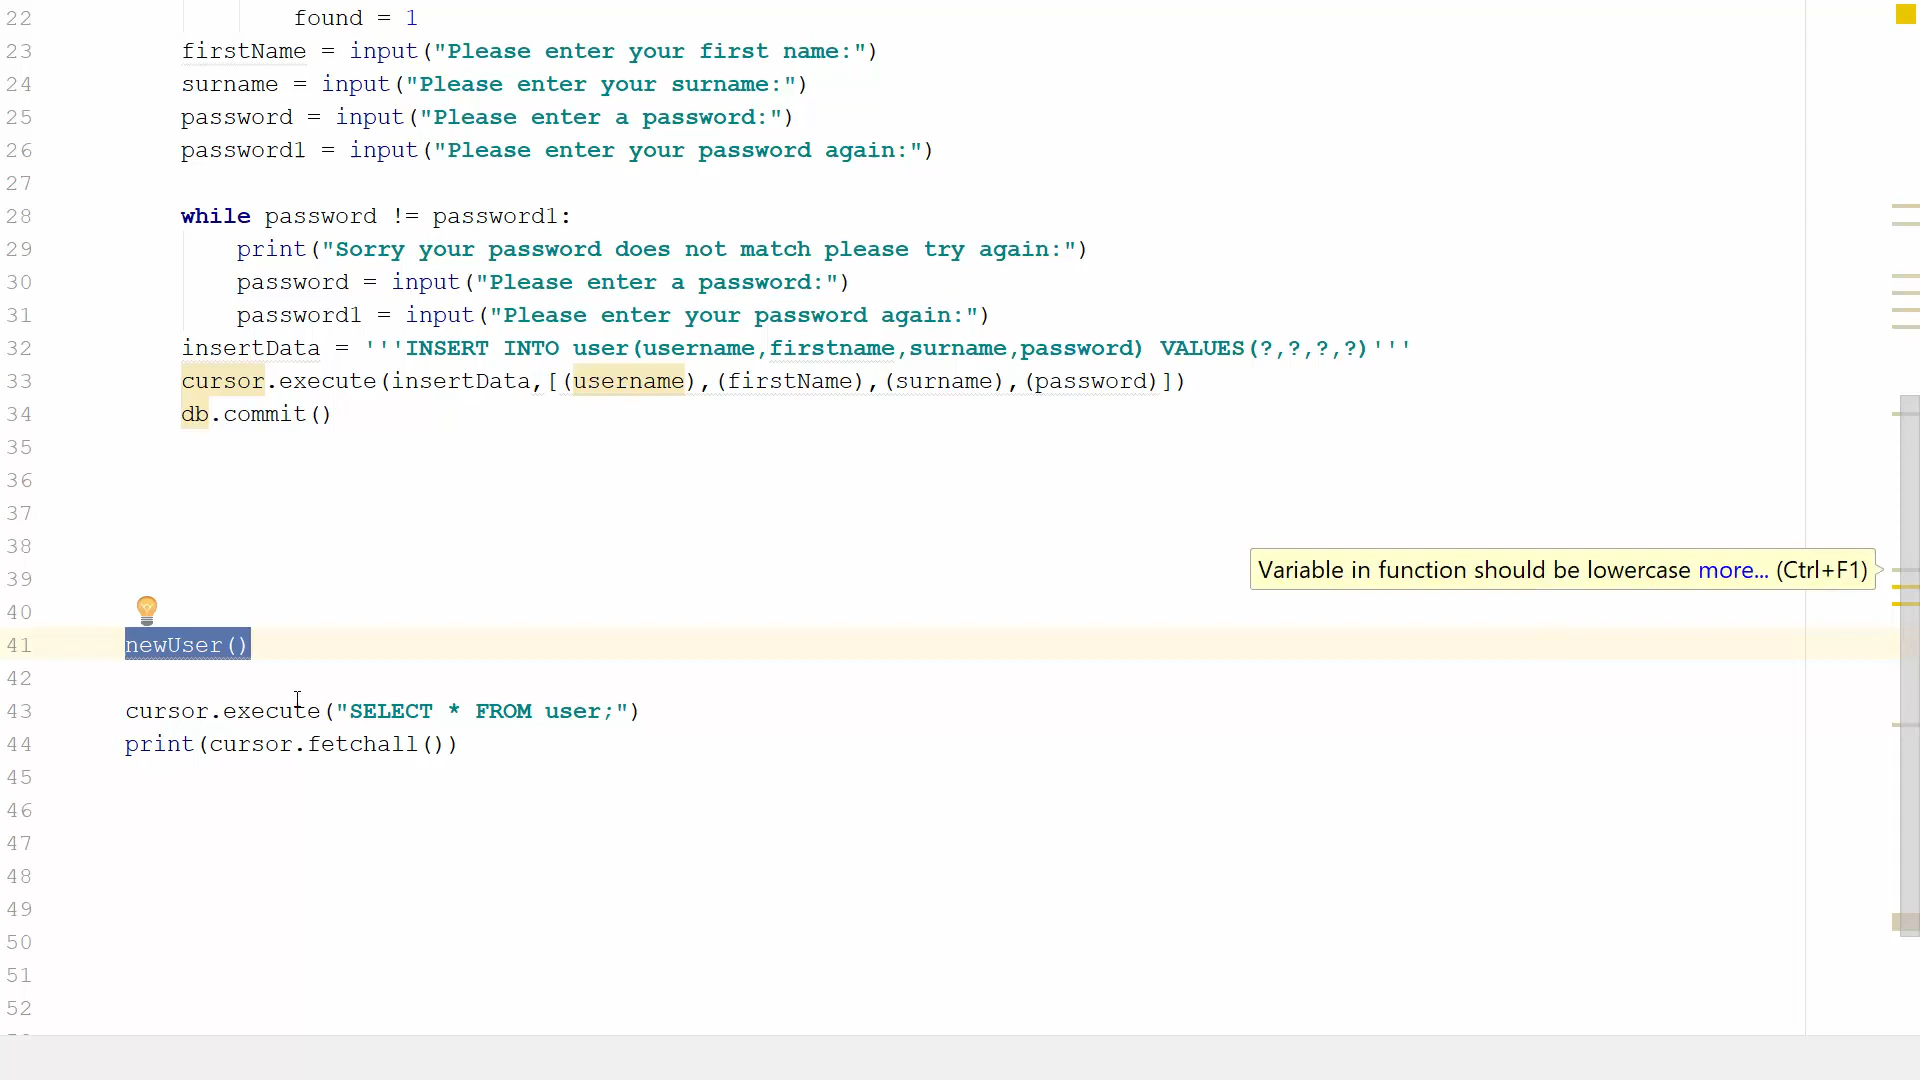 22 found = 1
23 firstName = input("Please enter your first name:")
24 surname = input("Please enter your surname:")
25 password = input("Please enter a password:")
26 password1 = input("Please enter your password again:")
27
28 while password != password1:
29 print("Sorry your password does not match please try again:")
30 password = input("Please enter a password:")
31 password1 = input("Please enter your password again:")
32 insertData = '''INSERT INTO user(username,firstname,surname,password) VALUES(?,?,?,?)'''
33 cursor.execute(insertData,[(username),(firstName),(surname),(password)])
34 db.commit()
35
36
37
38
Variable in function should be lowercase more... (Ctrl+F1)
39
40
41 newUser()
42
43 cursor.execute("SELECT * FROM user;")
44 print(cursor.fetchall())
45
46
47
48
49
50
51
52